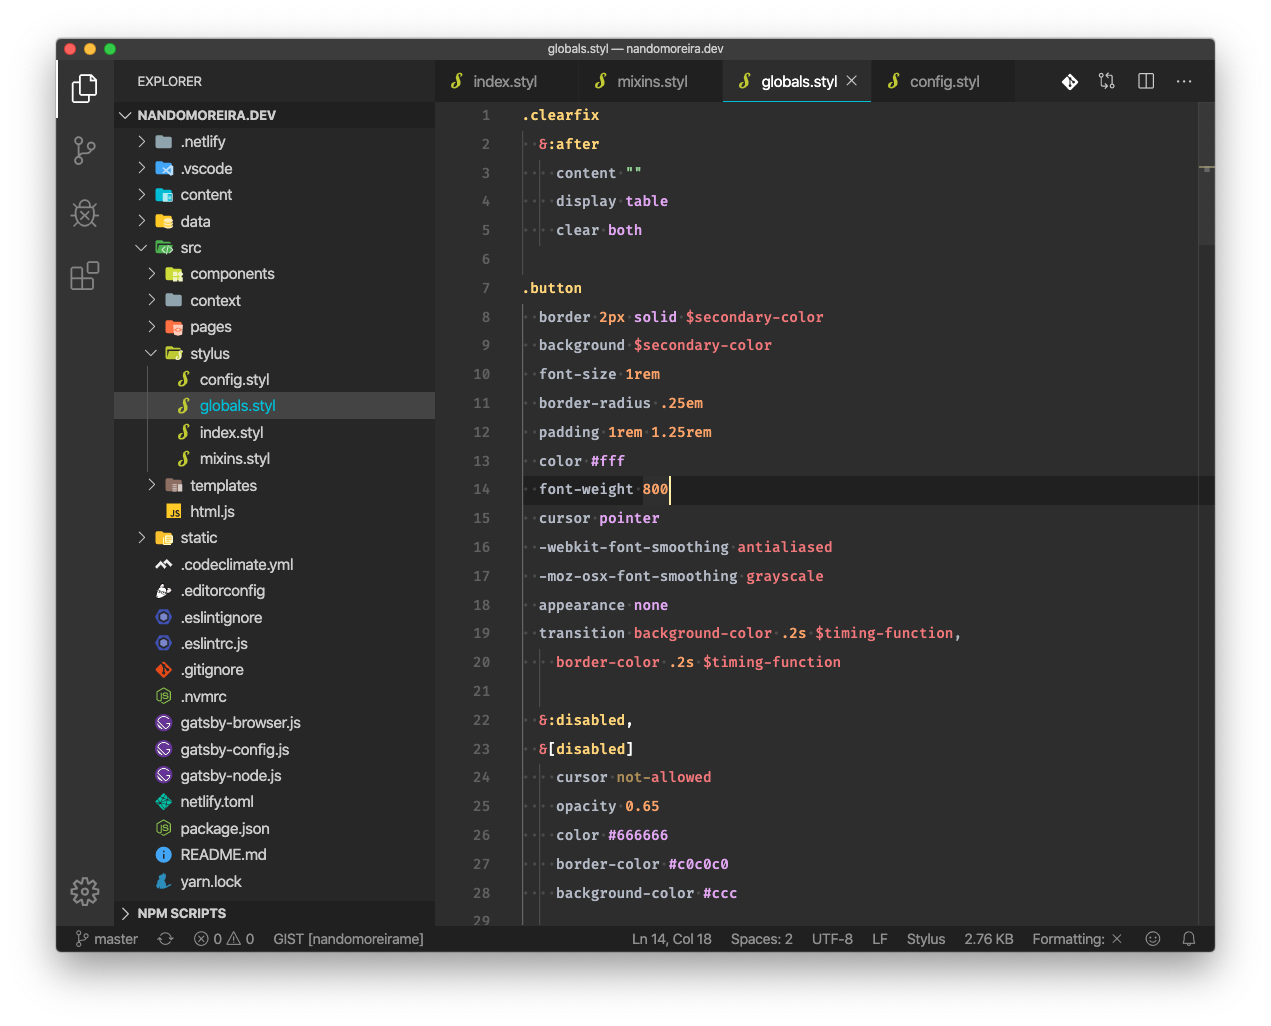 globals.styl — nandomoreira.dev
EXPLORER
NANDOMOREIRA.DEV
.netlify
.vscode
content
data
src
components
context
pages
stylus
config.styl
globals.styl
index.styl
mixins.styl
templates
JS html.js
static
.codeclimate.yml
.editorconfig
.eslintignore
.eslintrc.js
.gitignore
.nvmrc
gatsby-browser.js
gatsby-config.js
gatsby-node.js
netlify.toml
package.json
README.md
yarn.lock
NPM SCRIPTS
index.styl mixins.styl globals.styl config.styl
1 .clearfix
2 &:after
3 content ""
4 display table
5 clear both
6
7 .button
8 border 2px solid $secondary-color
9 background $secondary-color
10 font-size 1rem
11 border-radius .25em
12 padding 1rem 1.25rem
13 color #fff
14 font-weight 800
15 cursor pointer
16 -webkit-font-smoothing antialiased
17 -moz-osx-font-smoothing grayscale
18 appearance none
19 transition background-color .2s $timing-function,
20 border-color .2s $timing-function
21
22 &:disabled,
23 &[disabled]
24 cursor not-allowed
25 opacity 0.65
26 color #666666
27 border-color #c0c0c0
28 background-color #ccc
29
master 0 0 GIST [nandomoreirame] Ln 14, Col 18 Spaces: 2 UTF-8 LF Stylus 2.76 KB Formatting: ×